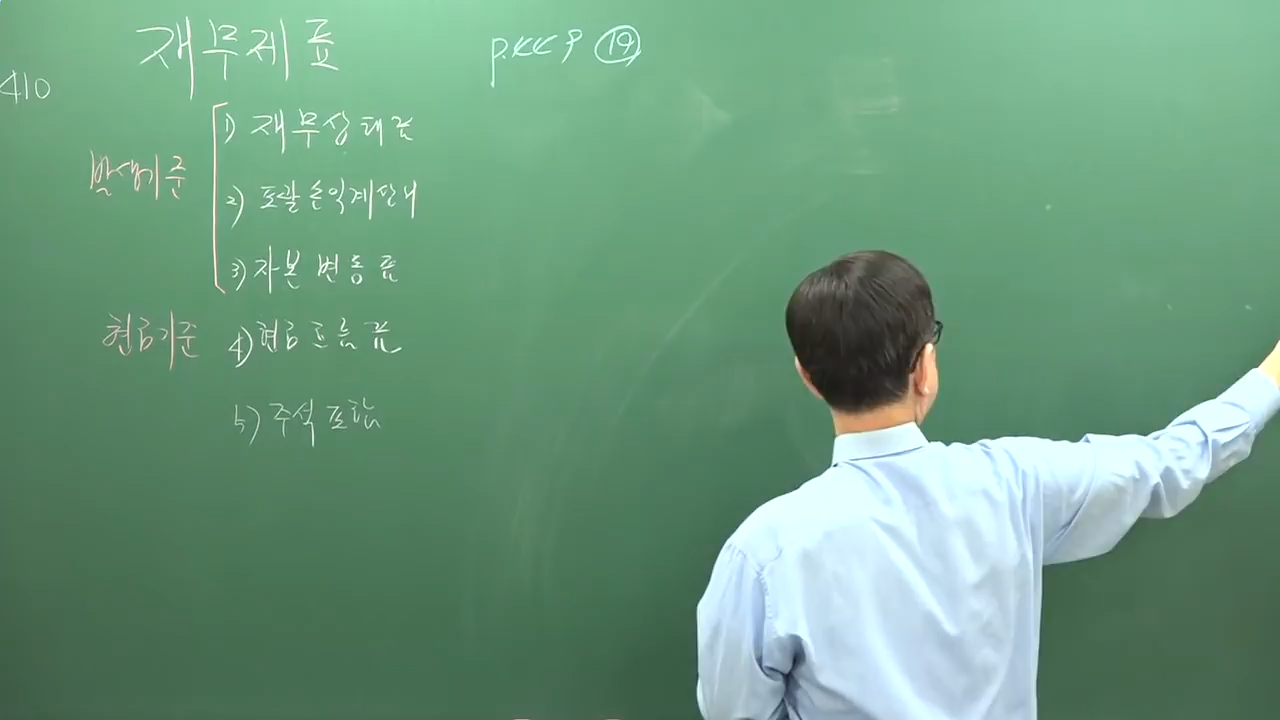 재무제표
p.449 ⑲
410
발생기준
1) 재무상태표
2) 포괄손익계산서
3) 자본변동표
현금기준
4) 현금흐름표
5) 주석 포함